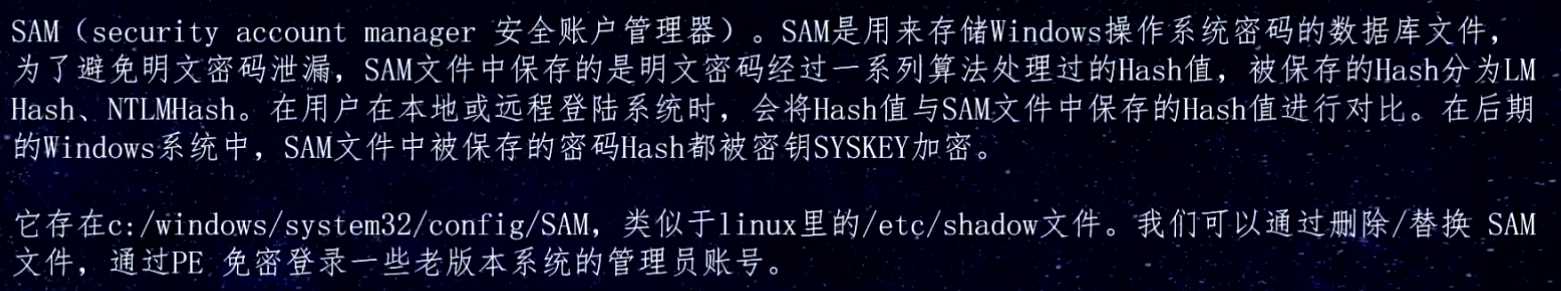 SAM（security account manager 安全账户管理器）。SAM是用来存储Windows操作系统密码的数据库文件，
为了避免明文密码泄漏，SAM文件中保存的是明文密码经过一系列算法处理过的Hash值，被保存的Hash分为LM
Hash、NTLMHash。在用户在本地或远程登陆系统时，会将Hash值与SAM文件中保存的Hash值进行对比。在后期
的Windows系统中，SAM文件中被保存的密码Hash都被密钥SYSKEY加密。
它存在c:/windows/system32/config/SAM，类似于linux里的/etc/shadow文件。我们可以通过删除/替换 SAM
文件，通过PE 免密登录一些老版本系统的管理员账号。